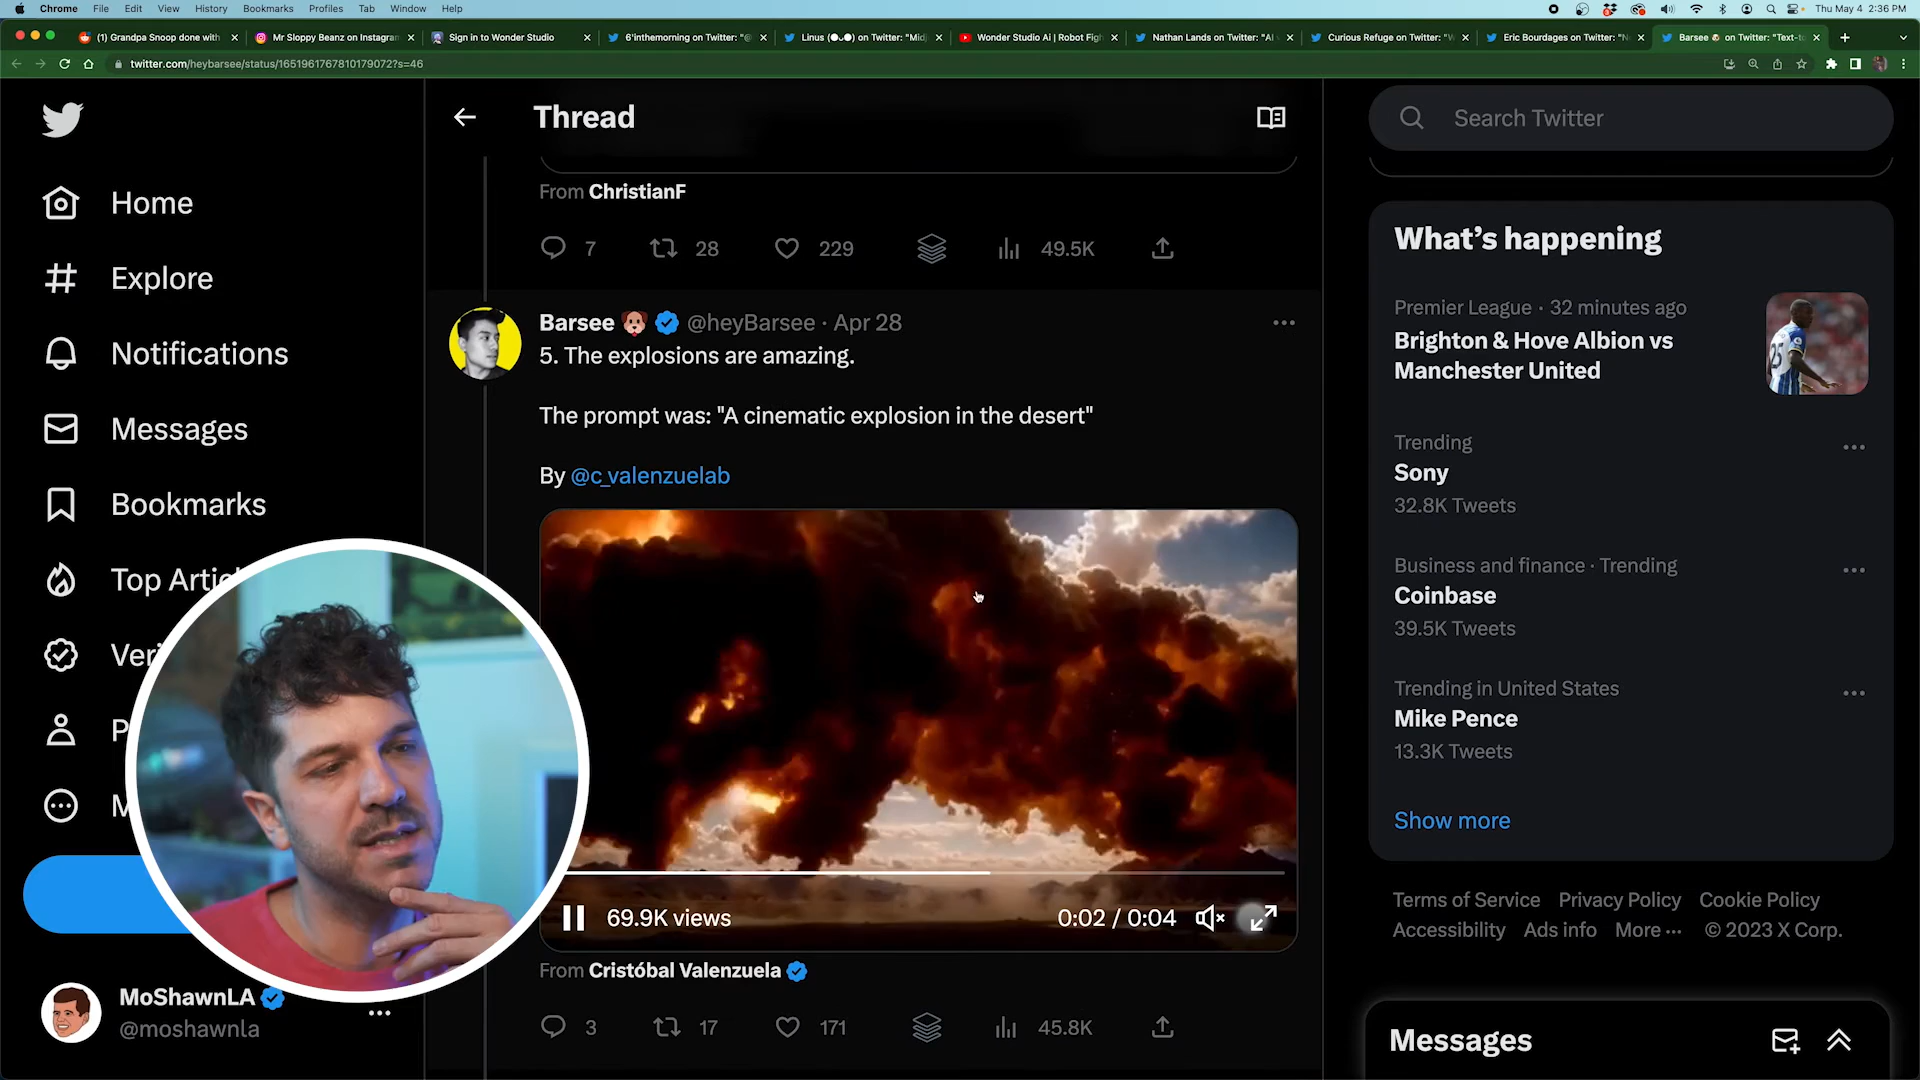 Chrome File Edit View History Bookmarks Profiles Tab Window Help Thu May 4 2:36 PM
(1) Grandpa Snoop done with
Mr Sloppy Beanz on Instagram
Sign in to Wonder Studio
6'inthemorning on Twitter: "@
Linus (●ᴗ●) on Twitter: "Midj
Wonder Studio Ai | Robot Figh
Nathan Lands on Twitter: "AI
Curious Refuge on Twitter:
Eric Bourdages on Twitter:
Barsee on Twitter: "Text-to
twitter.com/heybarsee/status/1651961767810179072?s=46
Home
Explore
Notifications
Messages
Bookmarks
Top Artic
Veri
P
M
MoShawnLA
@moshawnla
Thread
From ChristianF
7 28 229 49.5K
Barsee @heyBarsee · Apr 28
5. The explosions are amazing.
The prompt was: "A cinematic explosion in the desert"
By @c_valenzuelab
69.9K views 0:02 / 0:04
From Cristóbal Valenzuela
3 17 171 45.8K
Search Twitter
What's happening
Premier League · 32 minutes ago
Brighton & Hove Albion vs
Manchester United
25
Trending
Sony
32.8K Tweets
Business and finance · Trending
Coinbase
39.5K Tweets
Trending in United States
Mike Pence
13.3K Tweets
Show more
Terms of Service Privacy Policy Cookie Policy
Accessibility Ads info More ··· © 2023 X Corp.
Messages